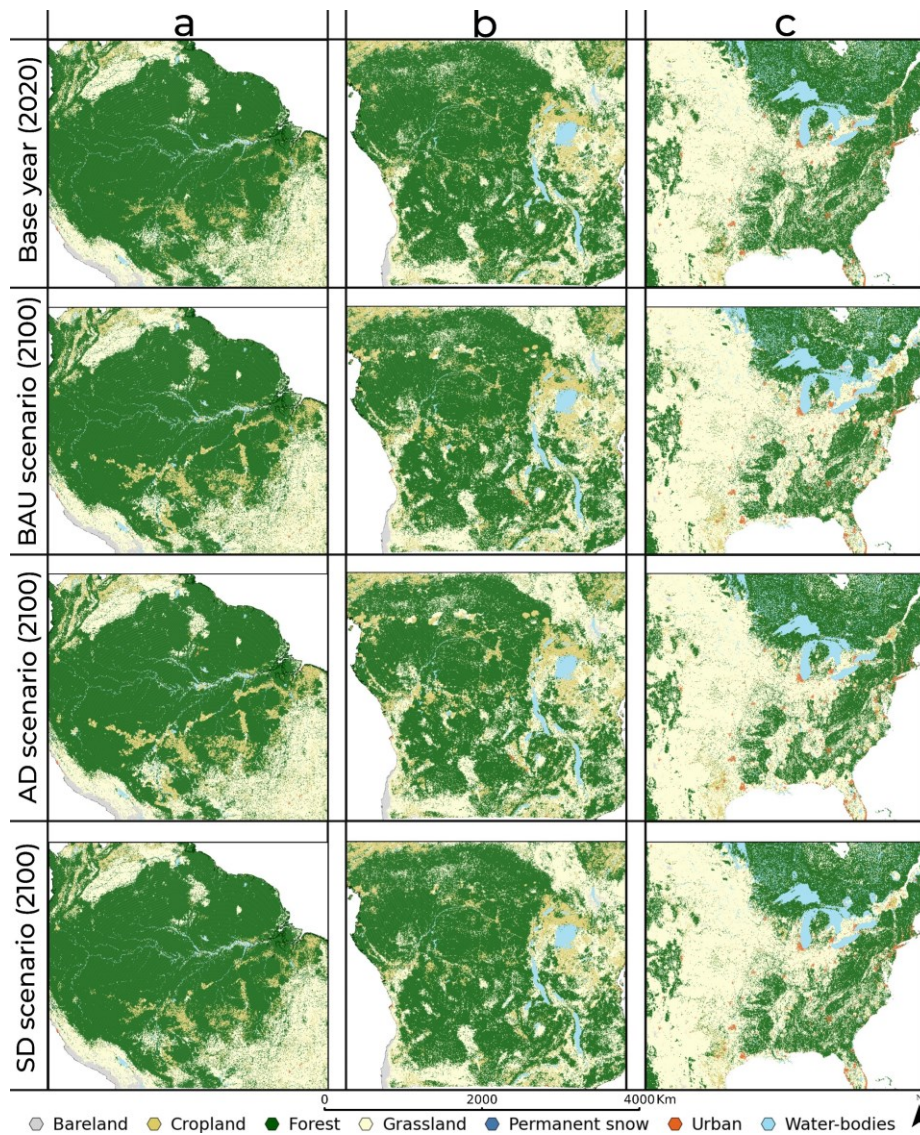 a b c
Base year (2020)
BAU scenario (2100)
AD scenario (2100)
SD scenario (2100)
0 2000 4000 Km
Bareland Cropland Forest Grassland Permanent snow Urban Water-bodies